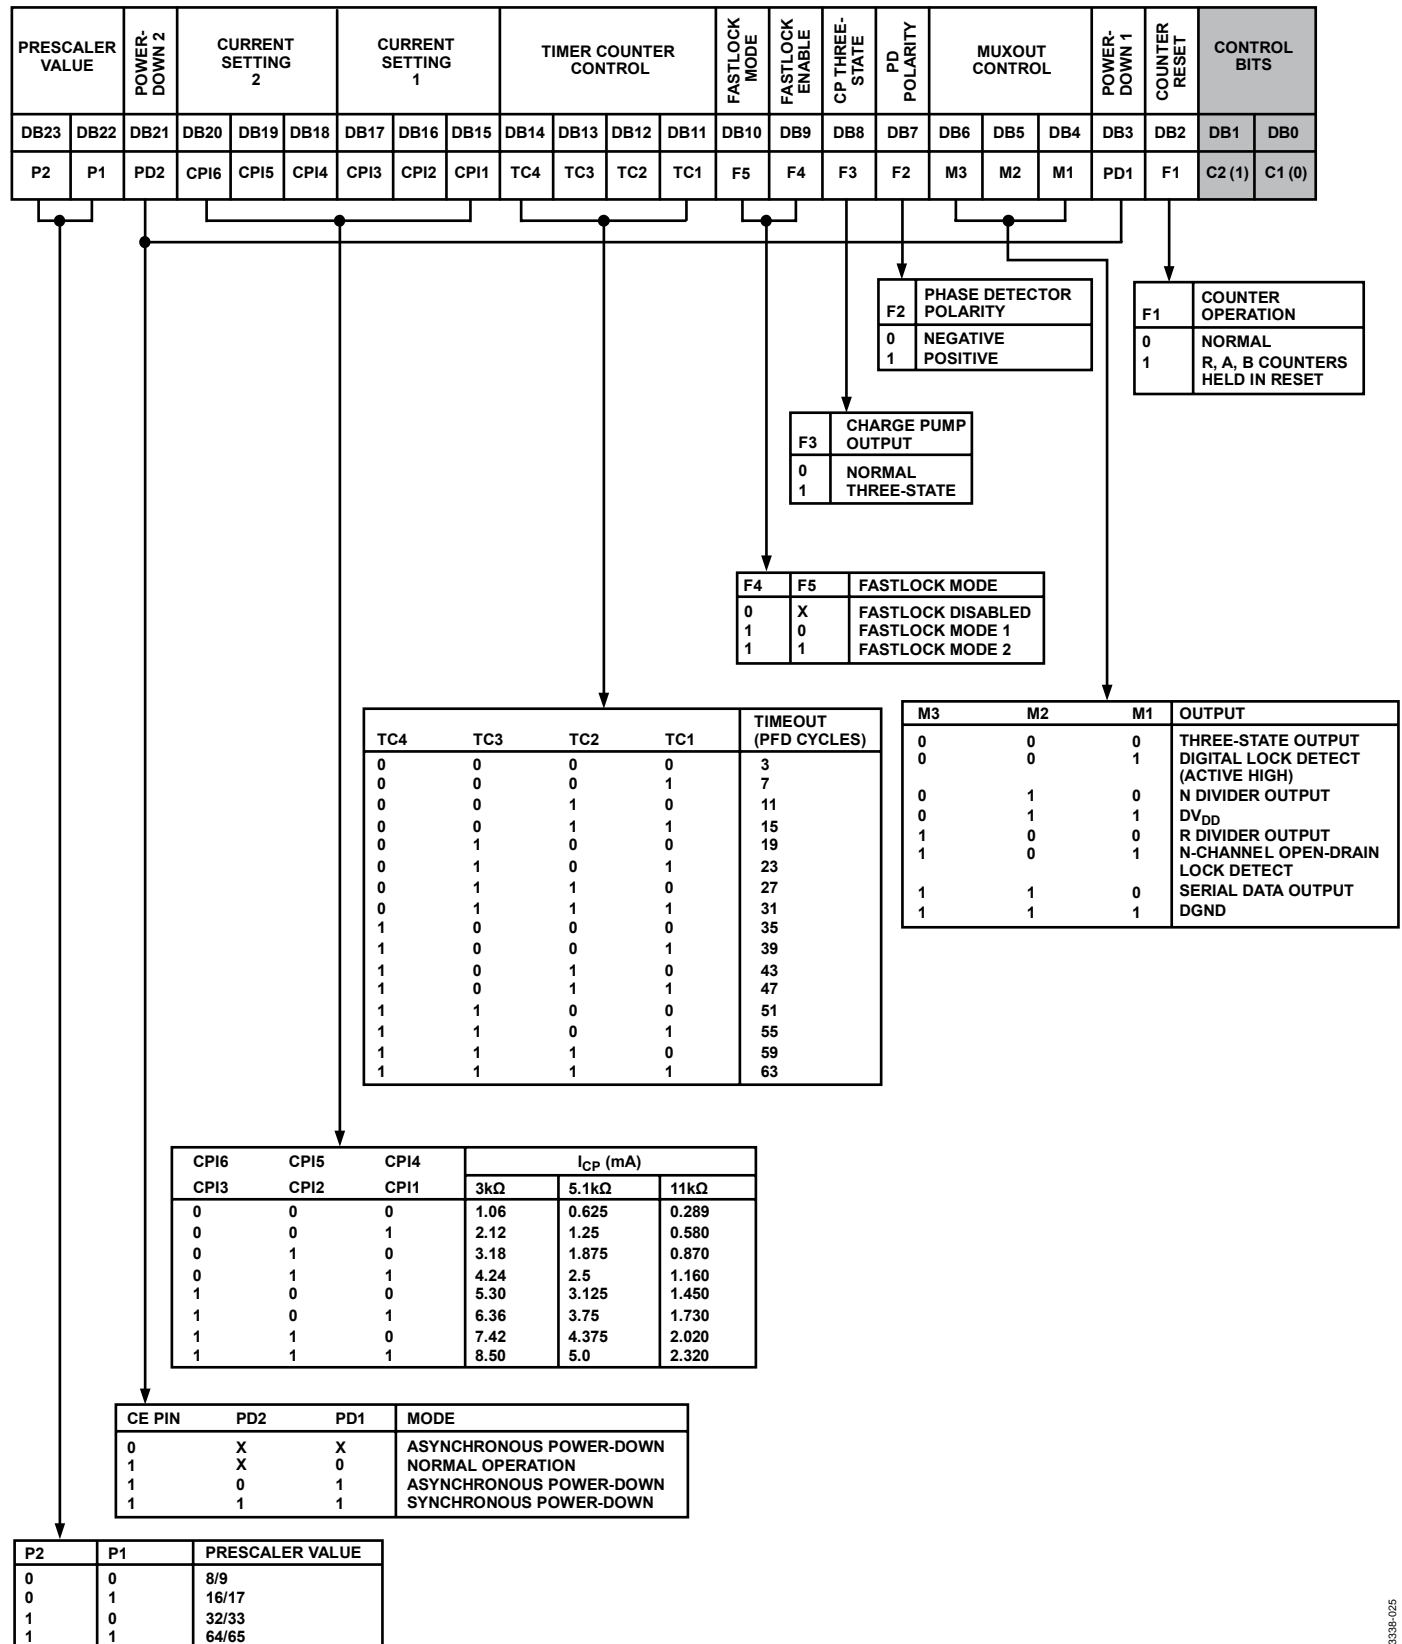 PRESCALER
VALUE
POWER-
DOWN 2
CURRENT
SETTING
2
CURRENT
SETTING
1
TIMER COUNTER
CONTROL
FASTLOCK
MODE
FASTLOCK
ENABLE
CP THREE-
STATE
PD
POLARITY
MUXOUT
CONTROL
POWER-
DOWN 1
COUNTER
RESET
CONTROL
BITS
DB23 DB22 DB21 DB20 DB19 DB18 DB17 DB16 DB15 DB14 DB13 DB12 DB11 DB10 DB9 DB8 DB7 DB6 DB5 DB4 DB3 DB2 DB1 DB0
P2 P1 PD2 CPI6 CPI5 CPI4 CPI3 CPI2 CPI1 TC4 TC3 TC2 TC1 F5 F4 F3 F2 M3 M2 M1 PD1 F1 C2 (1) C1 (0)
F2 PHASE DETECTOR
POLARITY
0 NEGATIVE
1 POSITIVE
F1 COUNTER
OPERATION
0 NORMAL
1 R, A, B COUNTERS
HELD IN RESET
F3 CHARGE PUMP
OUTPUT
0 NORMAL
1 THREE-STATE
F4 F5 FASTLOCK MODE
0 X FASTLOCK DISABLED
1 0 FASTLOCK MODE 1
1 1 FASTLOCK MODE 2
M3 M2 M1 OUTPUT
0 0 0 THREE-STATE OUTPUT
0 0 1 DIGITAL LOCK DETECT
(ACTIVE HIGH)
0 1 0 N DIVIDER OUTPUT
0 1 1 DVDD
1 0 0 R DIVIDER OUTPUT
1 0 1 N-CHANNEL OPEN-DRAIN
LOCK DETECT
1 1 0 SERIAL DATA OUTPUT
1 1 1 DGND
TC4 TC3 TC2 TC1 TIMEOUT
(PFD CYCLES)
0 0 0 0 3
0 0 0 1 7
0 0 1 0 11
0 0 1 1 15
0 1 0 0 19
0 1 0 1 23
0 1 1 0 27
0 1 1 1 31
1 0 0 0 35
1 0 0 1 39
1 0 1 0 43
1 0 1 1 47
1 1 0 0 51
1 1 0 1 55
1 1 1 0 59
1 1 1 1 63
CPI6 CPI5 CPI4 ICP (mA)
CPI3 CPI2 CPI1 3kΩ 5.1kΩ 11kΩ
0 0 0 1.06 0.625 0.289
0 0 1 2.12 1.25 0.580
0 1 0 3.18 1.875 0.870
0 1 1 4.24 2.5 1.160
1 0 0 5.30 3.125 1.450
1 0 1 6.36 3.75 1.730
1 1 0 7.42 4.375 2.020
1 1 1 8.50 5.0 2.320
CE PIN PD2 PD1 MODE
0 X X ASYNCHRONOUS POWER-DOWN
1 X 0 NORMAL OPERATION
1 0 1 ASYNCHRONOUS POWER-DOWN
1 1 1 SYNCHRONOUS POWER-DOWN
P2 P1 PRESCALER VALUE
0 0 8/9
0 1 16/17
1 0 32/33
1 1 64/65
3338-025